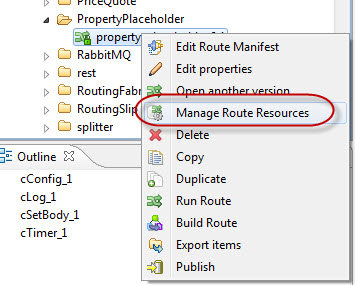 PriceQuote
PropertyPlaceholder
property
Edit Route Manifest
RabbitMQ
Edit properties
rest
Open another version
RoutingFab
Manage Route Resources
RoutingSlip
Delete
splitter
Copy
Outline
Duplicate
cConfig_1
Run Route
cLog_1
Build Route
cSetBody_1
Export items
cTimer_1
Publish